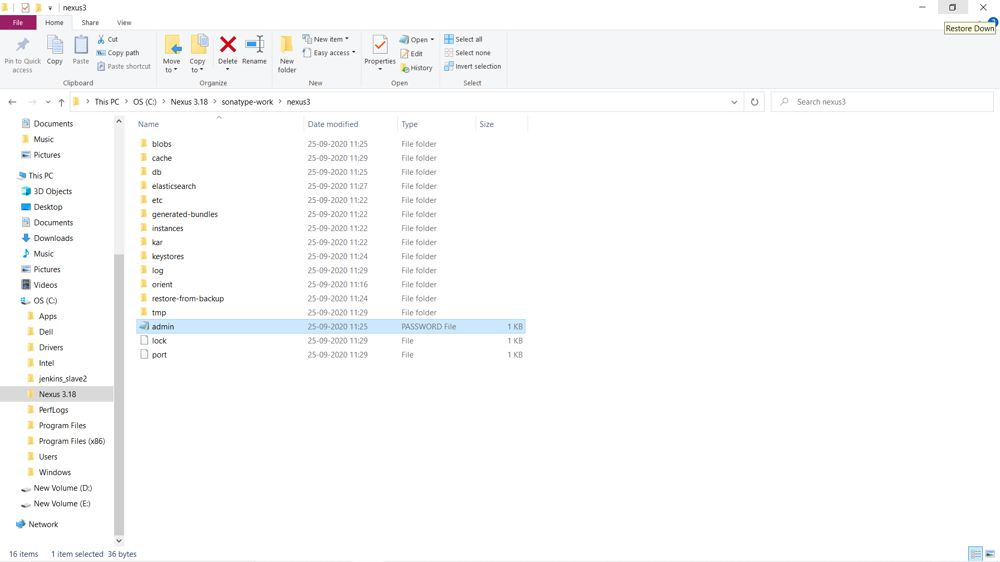 nexus3
File Home Share View
Restore Down
Pin to Quick access
Copy
Paste
Cut
Copy path
Paste shortcut
Clipboard
Move to
Copy to
Delete
Rename
Organize
New folder
New item
Easy access
New
Properties
Open
Edit
History
Open
Select all
Select none
Invert selection
Select
This PC OS (C:) Nexus 3.18 sonatype-work nexus3
Search nexus3
Documents
Music
Pictures
This PC
3D Objects
Desktop
Documents
Downloads
Music
Pictures
Videos
OS (C:)
Apps
Dell
Drivers
Intel
jenkins_slave2
Nexus 3.18
PerfLogs
Program Files
Program Files (x86)
Users
Windows
New Volume (D:)
New Volume (E:)
Network
Name Date modified Type Size
blobs 25-09-2020 11:25 File folder
cache 25-09-2020 11:29 File folder
db 25-09-2020 11:25 File folder
elasticsearch 25-09-2020 11:27 File folder
etc 25-09-2020 11:22 File folder
generated-bundles 25-09-2020 11:22 File folder
instances 25-09-2020 11:22 File folder
kar 25-09-2020 11:22 File folder
keystores 25-09-2020 11:24 File folder
log 25-09-2020 11:29 File folder
orient 25-09-2020 11:16 File folder
restore-from-backup 25-09-2020 11:24 File folder
tmp 25-09-2020 11:29 File folder
admin 25-09-2020 11:25 PASSWORD File 1 KB
lock 25-09-2020 11:29 File 1 KB
port 25-09-2020 11:29 File 1 KB
16 items 1 item selected 36 bytes